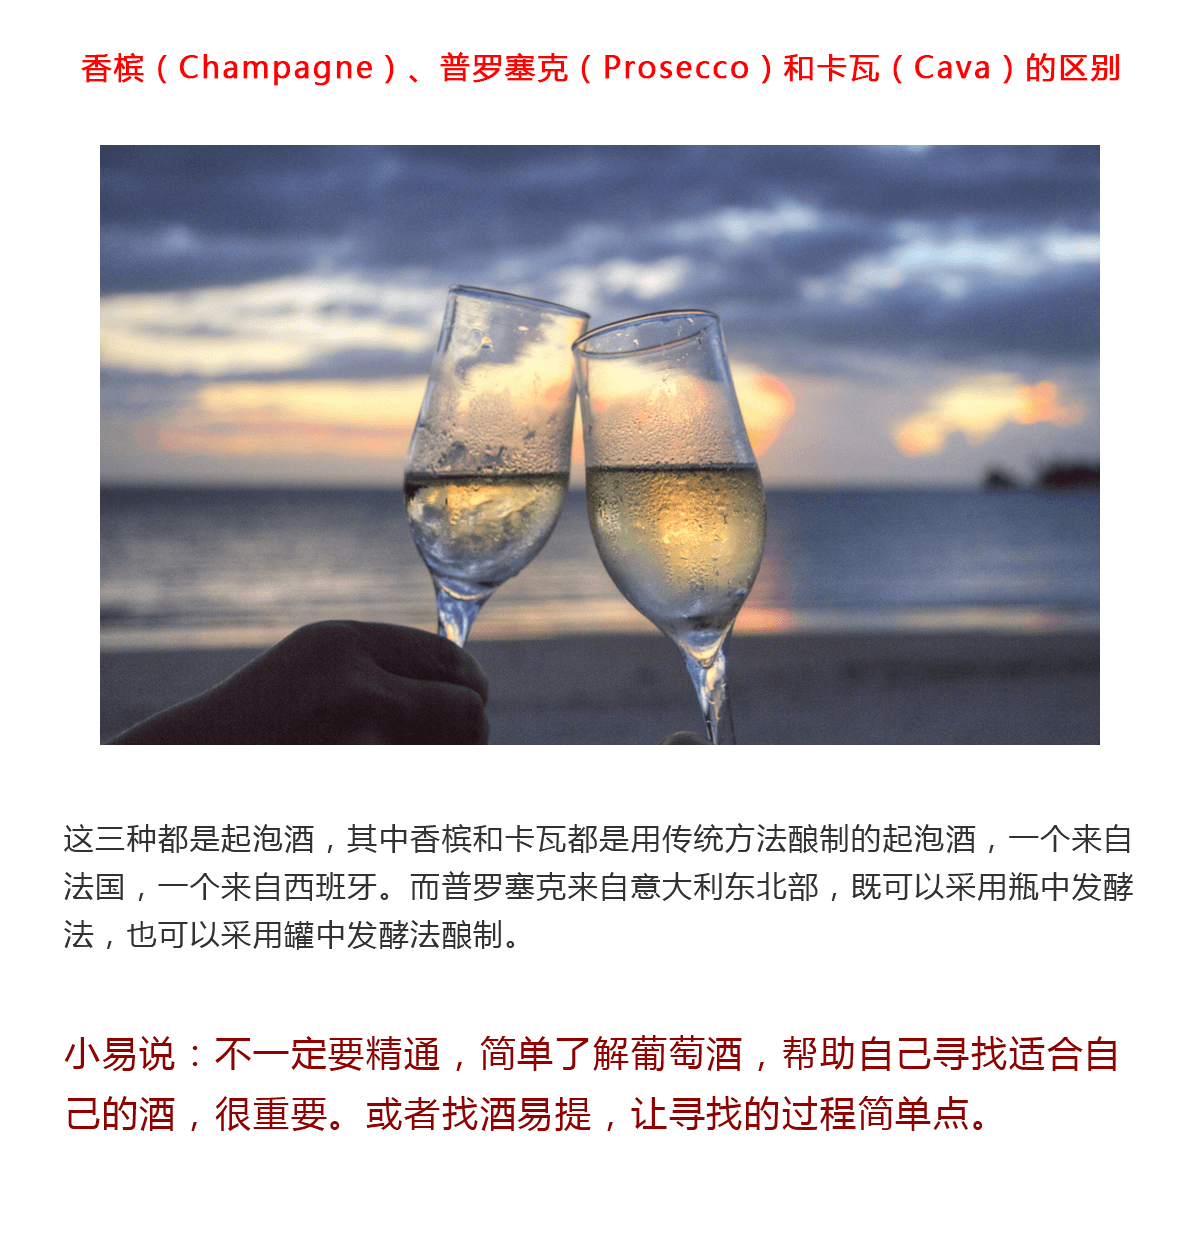 香槟（Champagne）、普罗塞克（Prosecco）和卡瓦（Cava）的区别
这三种都是起泡酒，其中香槟和卡瓦都是用传统方法酿制的起泡酒，一个来自
法国，一个来自西班牙。而普罗塞克来自意大利东北部，既可以采用瓶中发酵
法，也可以采用罐中发酵法酿制。
小易说：不一定要精通，简单了解葡萄酒，帮助自己寻找适合自
己的酒，很重要。或者找酒易提，让寻找的过程简单点。